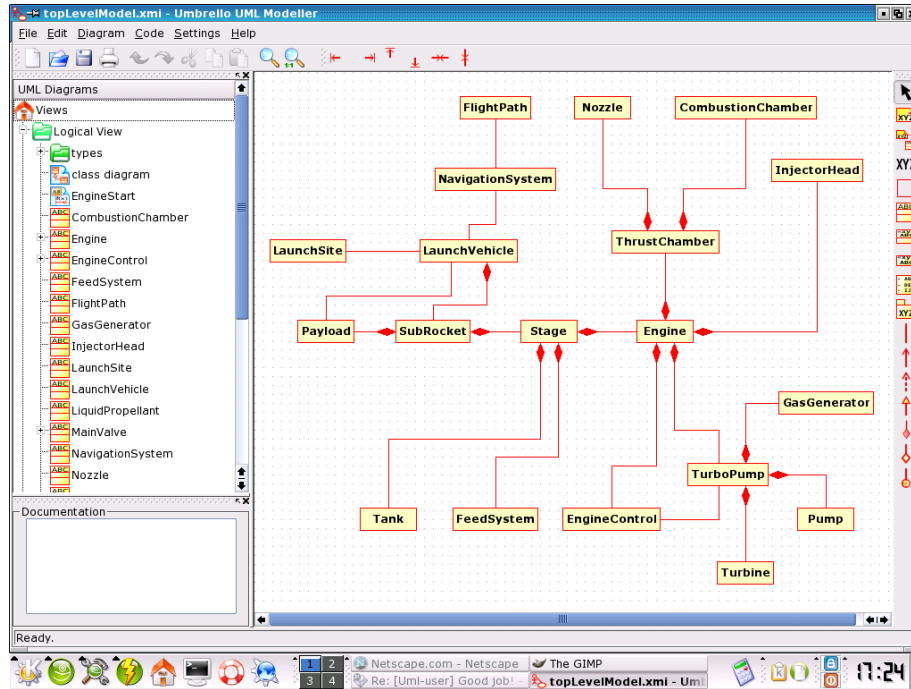 topLevelModel.xmi - Umbrello UML Modeller
File Edit Diagram Code Settings Help
UML Diagrams
Views
Logical View
types
class diagram
EngineStart
CombustionChamber
Engine
EngineControl
FeedSystem
FlightPath
GasGenerator
InjectorHead
LaunchSite
LaunchVehicle
LiquidPropellant
MainValve
NavigationSystem
Nozzle
Documentation
FlightPath Nozzle CombustionChamber
InjectorHead
NavigationSystem
ThrustChamber
LaunchSite LaunchVehicle
Payload SubRocket Stage Engine
GasGenerator
TurboPump
Tank FeedSystem EngineControl Pump
Turbine
Ready.
1 2 Netscape.com - Netscape The GIMP
3 4 Re: [Uml-user] Good job! - topLevelModel.xmi - Uml
17:24